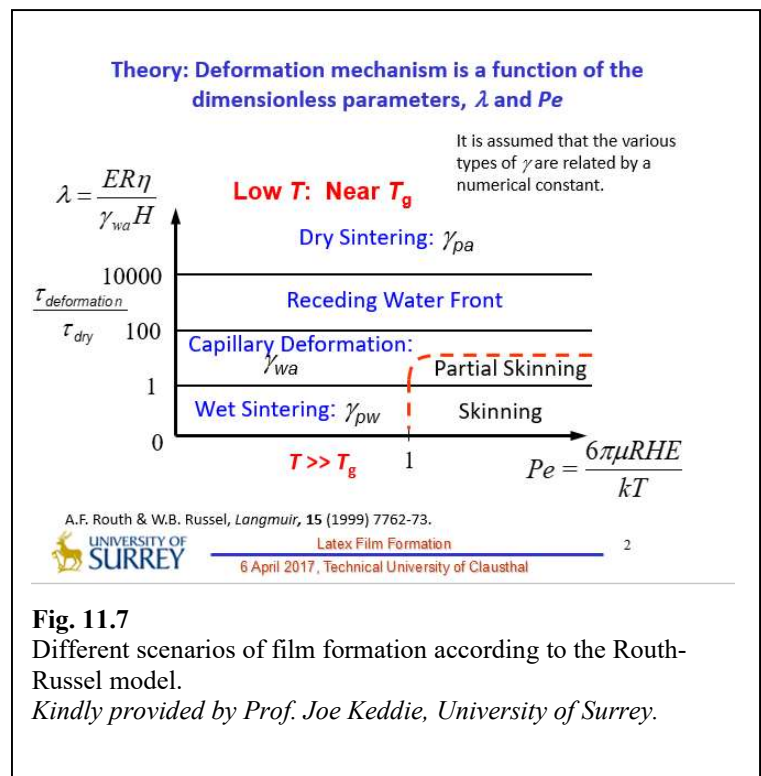 Theory: Deformation mechanism is a function of the
dimensionless parameters, λ and Pe
It is assumed that the various
types of γ are related by a
numerical constant.
λ = ERη / γwa H
Low T: Near Tg
Dry Sintering: γpa
10000
τdeformation / τdry
Receding Water Front
100
Capillary Deformation:
γwa
Partial Skinning
1
Wet Sintering: γpw
Skinning
0
T >> Tg
1
Pe = 6πμRHE / kT
A.F. Routh & W.B. Russel, Langmuir, 15 (1999) 7762-73.
UNIVERSITY OF
SURREY
Latex Film Formation
2
6 April 2017, Technical University of Clausthal
Fig. 11.7
Different scenarios of film formation according to the Routh-
Russel model.
Kindly provided by Prof. Joe Keddie, University of Surrey.